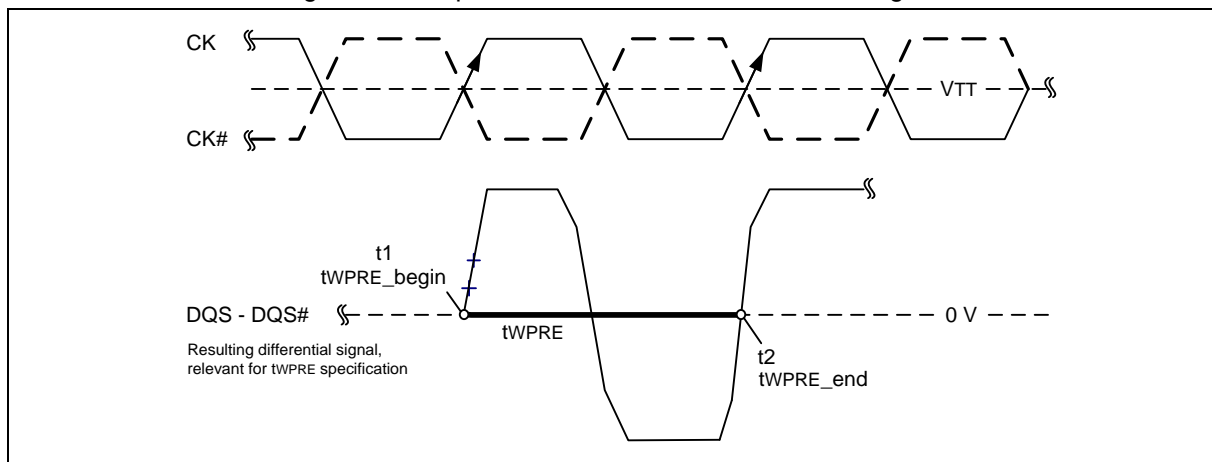 CK
VTT
CK#
t1
tWPRE_begin
DQS - DQS#
0 V
tWPRE
Resulting differential signal,
relevant for tWPRE specification
t2
tWPRE_end